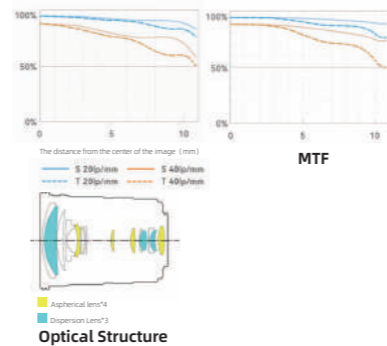 100%
50%
0%
0
5
10
100%
50%
0%
0
5
10
The distance from the center of the image (mm)
MTF
S 20lp/mm S 40lp/mm
T 20lp/mm T 40lp/mm
Aspherical lens*4
Dispersion Lens*3
Optical Structure